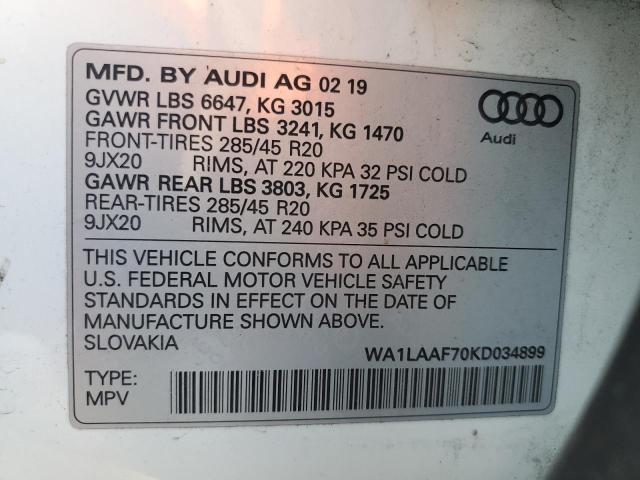 MFD. BY AUDI AG 02 19
GVWR LBS 6647, KG 3015
GAWR FRONT LBS 3241, KG 1470
FRONT-TIRES 285/45 R20
9JX20 RIMS, AT 220 KPA 32 PSI COLD
GAWR REAR LBS 3803, KG 1725
REAR-TIRES 285/45 R20
9JX20 RIMS, AT 240 KPA 35 PSI COLD
Audi
THIS VEHICLE CONFORMS TO ALL APPLICABLE
U.S. FEDERAL MOTOR VEHICLE SAFETY
STANDARDS IN EFFECT ON THE DATE OF
MANUFACTURE SHOWN ABOVE.
SLOVAKIA WA1LAAF70KD034899
TYPE:
MPV